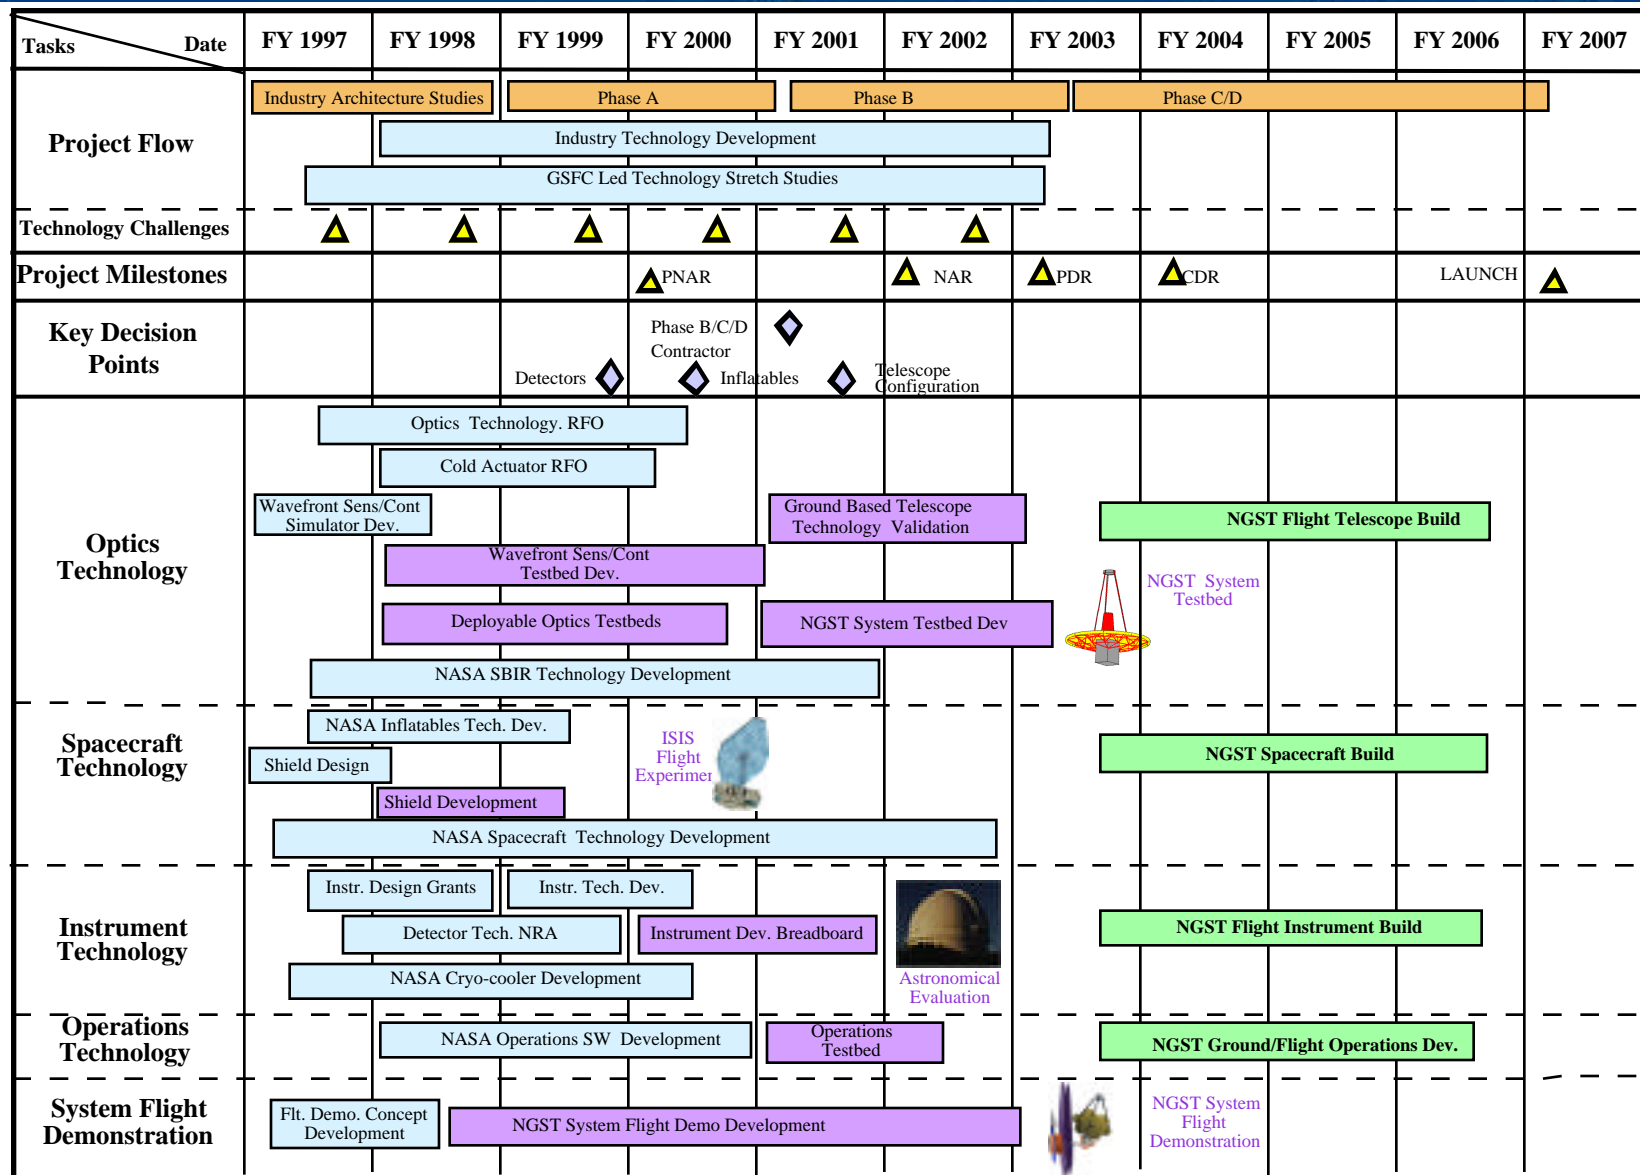 Tasks Date FY 1997 FY 1998 FY 1999 FY 2000 FY 2001 FY 2002 FY 2003 FY 2004 FY 2005 FY 2006 FY 2007
Project Flow
Industry Architecture Studies
Phase A
Phase B
Phase C/D
Industry Technology Development
GSFC Led Technology Stretch Studies
Technology Challenges
Project Milestones
PNAR
NAR
PDR
CDR
LAUNCH
Key Decision
Points
Phase B/C/D
Contractor
Detectors
Inflatables
Telescope
Configuration
Optics
Technology
Optics Technology. RFO
Cold Actuator RFO
Wavefront Sens/Cont
Simulator Dev.
Ground Based Telescope
Technology Validation
NGST Flight Telescope Build
Wavefront Sens/Cont
Testbed Dev.
NGST System
Testbed
Deployable Optics Testbeds
NGST System Testbed Dev
NASA SBIR Technology Development
Spacecraft
Technology
NASA Inflatables Tech. Dev.
ISIS
Flight
Experimer
Shield Design
NGST Spacecraft Build
Shield Development
NASA Spacecraft Technology Development
Instrument
Technology
Instr. Design Grants
Instr. Tech. Dev.
Detector Tech. NRA
Instrument Dev. Breadboard
NGST Flight Instrument Build
NASA Cryo-cooler Development
Astronomical
Evaluation
Operations
Technology
NASA Operations SW Development
Operations
Testbed
NGST Ground/Flight Operations Dev.
System Flight
Demonstration
Flt. Demo. Concept
Development
NGST System Flight Demo Development
NGST System
Flight
Demonstration